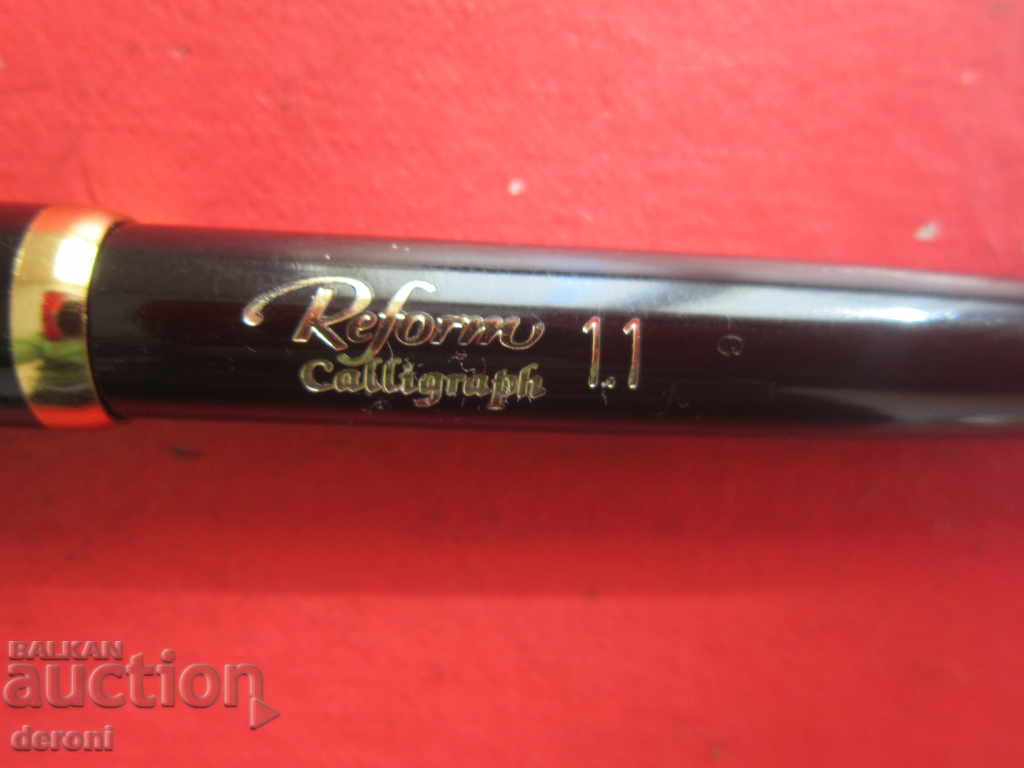 Reform 1.1
Calligraph
BALKAN
auction
deroni